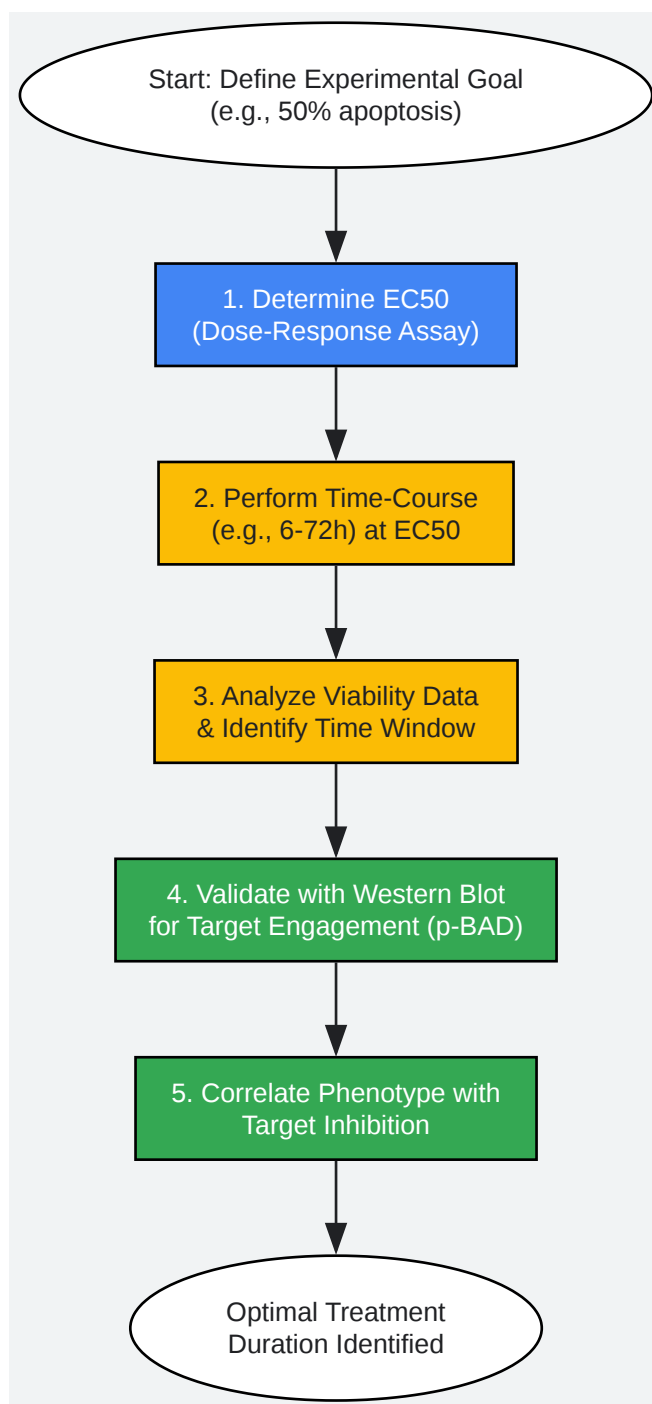 Start: Define Experimental Goal
(e.g., 50% apoptosis)
1. Determine EC50
(Dose-Response Assay)
2. Perform Time-Course
(e.g., 6-72h) at EC50
3. Analyze Viability Data
& Identify Time Window
4. Validate with Western Blot
for Target Engagement (p-BAD)
5. Correlate Phenotype with
Target Inhibition
Optimal Treatment
Duration Identified